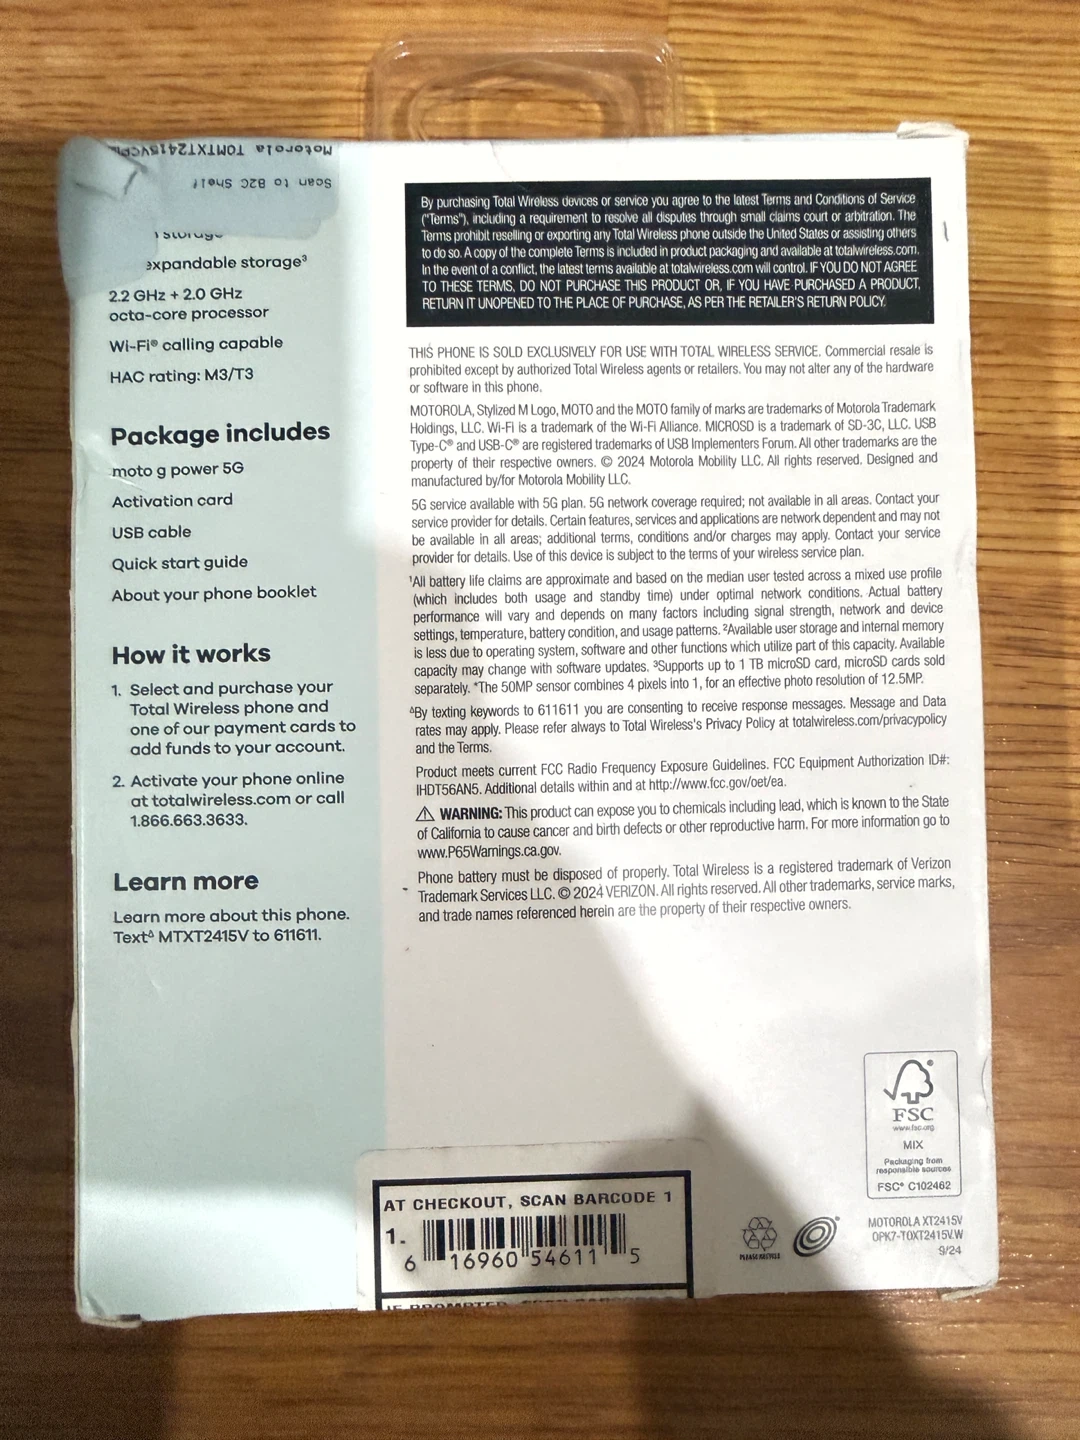 Motorola TOMTXT2415VCP
Scan to B2C Shelf
expandable storage³
2.2 GHz + 2.0 GHz
octa-core processor
Wi-Fi® calling capable
HAC rating: M3/T3
Package includes
moto g power 5G
Activation card
USB cable
Quick start guide
About your phone booklet
How it works
1. Select and purchase your
Total Wireless phone and
one of our payment cards to
add funds to your account.
2. Activate your phone online
at totalwireless.com or call
1.866.663.3633.
Learn more
Learn more about this phone.
Text∆ MTXT2415V to 611611.
By purchasing Total Wireless devices or service you agree to the latest Terms and Conditions of Service
("Terms"), including a requirement to resolve all disputes through small claims court or arbitration. The
Terms prohibit reselling or exporting any Total Wireless phone outside the United States or assisting others
to do so. A copy of the complete Terms is included in product packaging and available at totalwireless.com.
In the event of a conflict, the latest terms available at totalwireless.com will control. IF YOU DO NOT AGREE
TO THESE TERMS, DO NOT PURCHASE THIS PRODUCT OR, IF YOU HAVE PURCHASED A PRODUCT,
RETURN IT UNOPENED TO THE PLACE OF PURCHASE, AS PER THE RETAILER'S RETURN POLICY.
THIS PHONE IS SOLD EXCLUSIVELY FOR USE WITH TOTAL WIRELESS SERVICE. Commercial resale is
prohibited except by authorized Total Wireless agents or retailers. You may not alter any of the hardware
or software in this phone.
MOTOROLA, Stylized M Logo, MOTO and the MOTO family of marks are trademarks of Motorola Trademark
Holdings, LLC. Wi-Fi is a trademark of the Wi-Fi Alliance. MICROSD is a trademark of SD-3C, LLC. USB
Type-C® and USB-C® are registered trademarks of USB Implementers Forum. All other trademarks are the
property of their respective owners. © 2024 Motorola Mobility LLC. All rights reserved. Designed and
manufactured by/for Motorola Mobility LLC.
5G service available with 5G plan. 5G network coverage required; not available in all areas. Contact your
service provider for details. Certain features, services and applications are network dependent and may not
be available in all areas; additional terms, conditions and/or charges may apply. Contact your service
provider for details. Use of this device is subject to the terms of your wireless service plan.
¹All battery life claims are approximate and based on the median user tested across a mixed use profile
(which includes both usage and standby time) under optimal network conditions. Actual battery
performance will vary and depends on many factors including signal strength, network and device
settings, temperature, battery condition, and usage patterns. ²Available user storage and internal memory
is less due to operating system, software and other functions which utilize part of this capacity. Available
capacity may change with software updates. ³Supports up to 1 TB microSD card, microSD cards sold
separately. *The 50MP sensor combines 4 pixels into 1, for an effective photo resolution of 12.5MP.
∆By texting keywords to 611611 you are consenting to receive response messages. Message and Data
rates may apply. Please refer always to Total Wireless's Privacy Policy at totalwireless.com/privacypolicy
and the Terms.
Product meets current FCC Radio Frequency Exposure Guidelines. FCC Equipment Authorization ID#:
IHDT56AN5. Additional details within and at http://www.fcc.gov/oet/ea.
⚠ WARNING: This product can expose you to chemicals including lead, which is known to the State
of California to cause cancer and birth defects or other reproductive harm. For more information go to
www.P65Warnings.ca.gov.
Phone battery must be disposed of properly. Total Wireless is a registered trademark of Verizon
Trademark Services LLC. © 2024 VERIZON. All rights reserved. All other trademarks, service marks,
and trade names referenced herein are the property of their respective owners.
FSC
www.fsc.org
MIX
Packaging from
responsible sources
FSC® C102462
AT CHECKOUT, SCAN BARCODE 1
1.
6 16960 54611 5
PLEASE RECYCLE
MOTOROLA XT2415V
OPK7-TOXT2415V.W
9/24